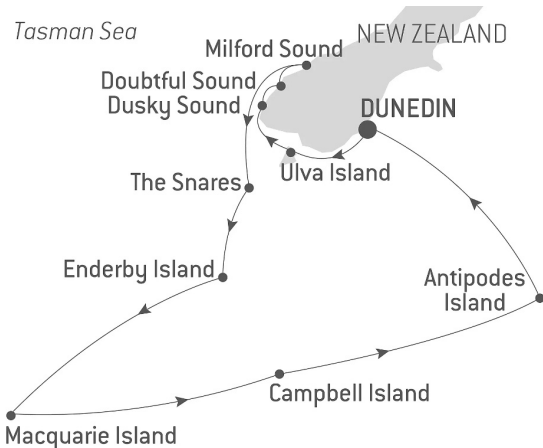 Tasman Sea
NEW ZEALAND
Milford Sound
Doubtful Sound
Dusky Sound
DUNEDIN
Ulva Island
The Snares
Enderby Island
Antipodes
Island
Campbell Island
Macquarie Island